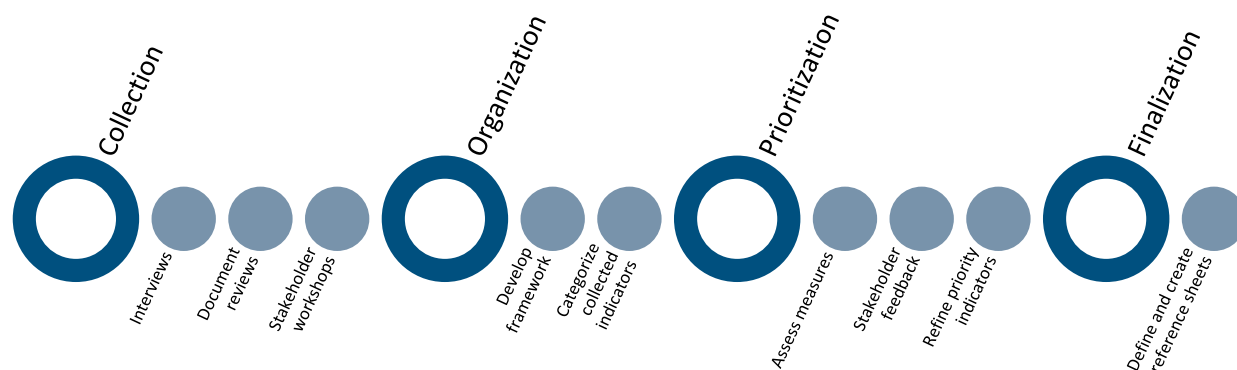 Collection
Interviews
Document
reviews
Stakeholder
workshops
Organization
Develop
framework
Categorize
collected
indicators
Prioritization
Assess measures
Stakeholder
feedback
Refine priority
indicators
Finalization
Define and create
reference sheets